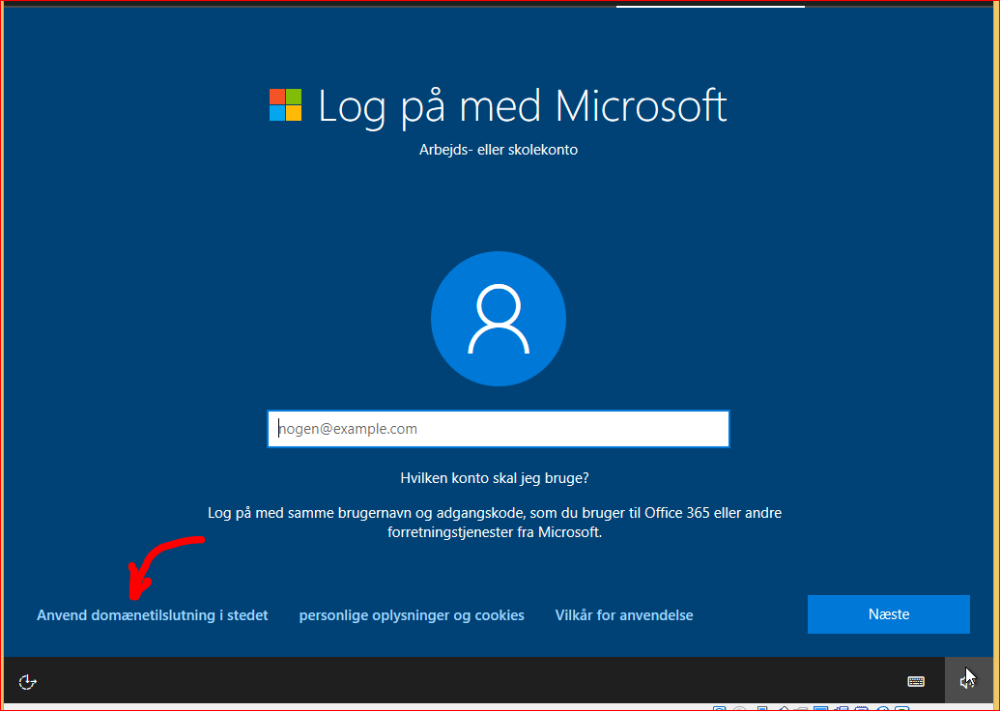 Log på med Microsoft
Arbejds- eller skolekonto
nogen@example.com
Hvilken konto skal jeg bruge?
Log på med samme brugernavn og adgangskode, som du bruger til Office 365 eller andre
forretningstjenester fra Microsoft.
Anvend domænetilslutning i stedet
personlige oplysninger og cookies
Vilkår for anvendelse
Næste